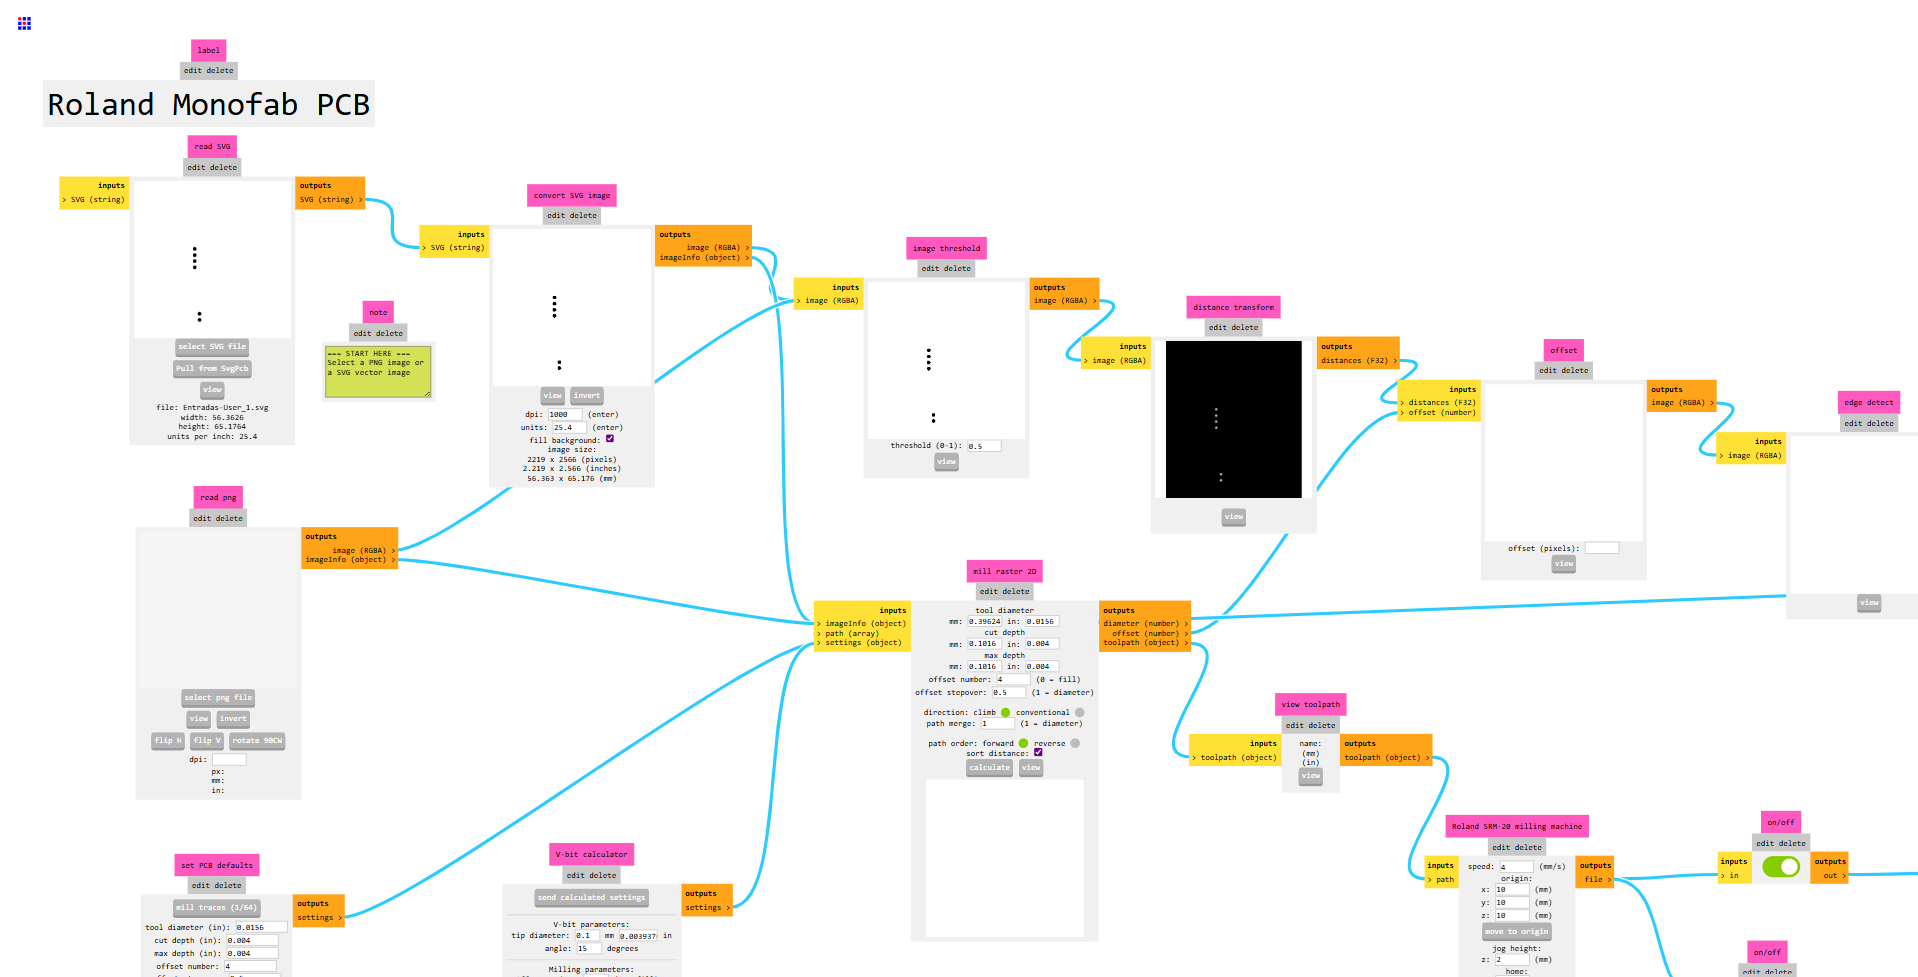 label
edit delete
Roland Monofab PCB
read SVG
edit delete
inputs
> SVG (string)
outputs
SVG (string) >
select SVG file
Pull from SvgPcb
view
file: Entradas-User_1.svg
width: 56.3626
height: 65.1764
units per inch: 25.4
note
edit delete
=== START HERE ===
Select a PNG image or
a SVG vector image
convert SVG image
edit delete
inputs
> SVG (string)
outputs
image (RGBA) >
imageInfo (object) >
view invert
dpi: 1000 (enter)
units: 25.4 (enter)
fill background:
image size:
2219 x 2566 (pixels)
2.219 x 2.566 (inches)
56.363 x 65.176 (mm)
image threshold
edit delete
inputs
> image (RGBA)
outputs
image (RGBA) >
threshold (0-1): 0.5
view
distance transform
edit delete
inputs
> image (RGBA)
outputs
distances (F32) >
view
offset
edit delete
inputs
> distances (F32)
> offset (number)
outputs
image (RGBA) >
offset (pixels):
view
edge detect
edit delete
inputs
> image (RGBA)
view
read png
edit delete
outputs
image (RGBA) >
imageInfo (object) >
select png file
view invert
flip H flip V rotate 90CW
dpi:
px:
mm:
in:
mill raster 2D
edit delete
inputs
> imageInfo (object)
> path (array)
> settings (object)
tool diameter
mm: 0.39624 in: 0.0156
cut depth
mm: 0.1016 in: 0.004
max depth
mm: 0.1016 in: 0.004
offset number: 4 (0 = fill)
offset stepover: 0.5 (1 = diameter)
direction: climb conventional
path merge: 1 (1 = diameter)
path order: forward reverse
sort distance:
calculate view
outputs
diameter (number) >
offset (number) >
toolpath (object) >
view toolpath
edit delete
inputs
> toolpath (object)
name:
(mm)
(in)
view
outputs
toolpath (object) >
set PCB defaults
edit delete
mill traces (1/64)
tool diameter (in): 0.0156
cut depth (in): 0.004
max depth (in): 0.004
offset number: 4
outputs
settings >
V-bit calculator
edit delete
send calculated settings
V-bit parameters:
tip diameter: 0.1 mm 0.003937 in
angle: 15 degrees
Milling parameters:
outputs
settings >
Roland SRM-20 milling machine
edit delete
inputs
> path
speed: 4 (mm/s)
origin:
x: 10 (mm)
y: 10 (mm)
z: 10 (mm)
move to origin
jog height:
z: 2 (mm)
home:
outputs
file >
on/off
edit delete
inputs
> in
outputs
out >
on/off
edit delete